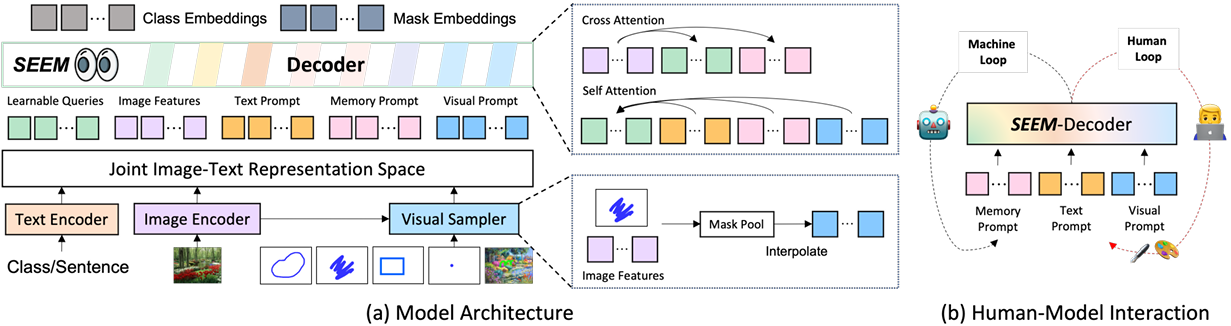 Class Embeddings
Mask Embeddings
SEEM
Decoder
Learnable Queries
Image Features
Text Prompt
Memory Prompt
Visual Prompt
Joint Image-Text Representation Space
Text Encoder
Image Encoder
Visual Sampler
Class/Sentence
Cross Attention
Self Attention
Mask Pool
Interpolate
Image Features
(a) Model Architecture
Machine
Loop
Human
Loop
SEEM-Decoder
Memory
Prompt
Text
Prompt
Visual
Prompt
(b) Human-Model Interaction